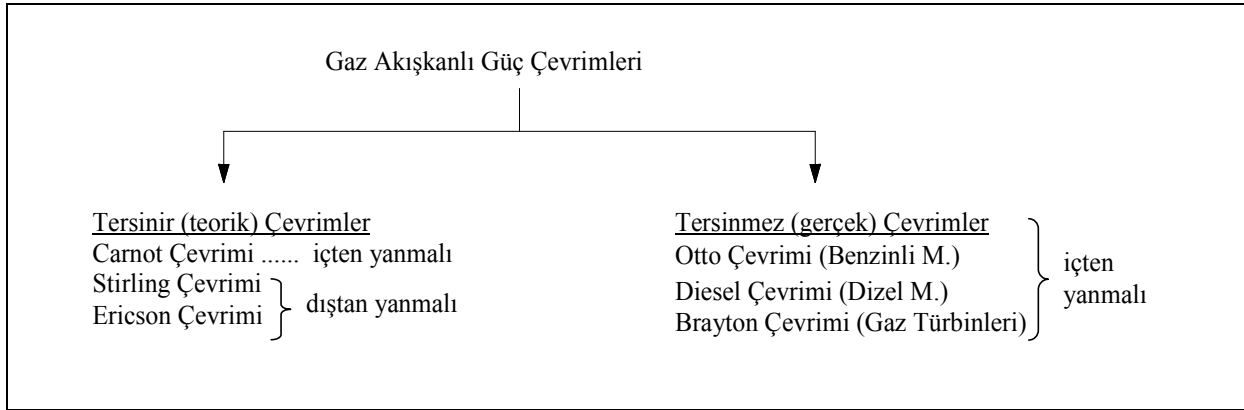 Gaz Akışkanlı Güç Çevrimleri
Tersinir (teorik) Çevrimler
Carnot Çevrimi ...... içten yanmalı
Stirling Çevrimi
Ericson Çevrimi
dıştan yanmalı
Tersinmez (gerçek) Çevrimler
Otto Çevrimi (Benzinli M.)
Diesel Çevrimi (Dizel M.)
Brayton Çevrimi (Gaz Türbinleri)
içten
yanmalı